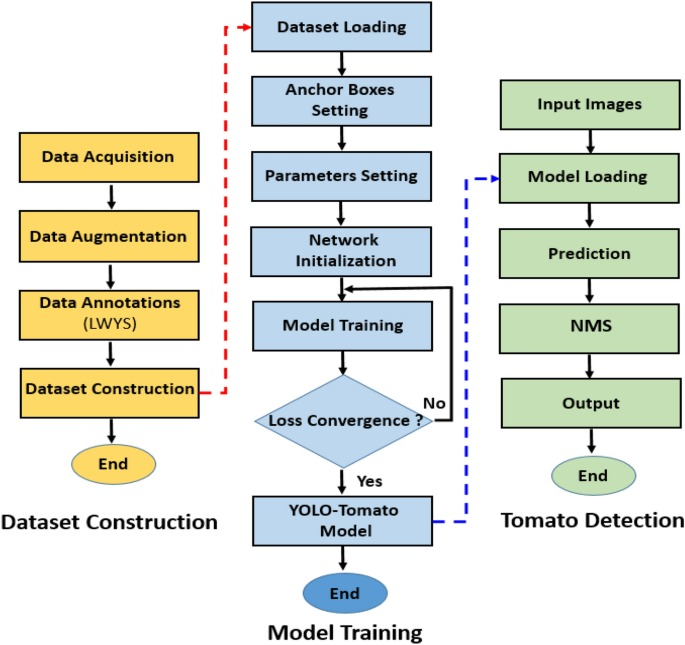 Data Acquisition
Data Augmentation
Data Annotations
(LWYS)
Dataset Construction
End
Dataset Construction
Dataset Loading
Anchor Boxes
Setting
Parameters Setting
Network
Initialization
Model Training
Loss Convergence ?
No
Yes
YOLO-Tomato
Model
End
Model Training
Input Images
Model Loading
Prediction
NMS
Output
End
Tomato Detection